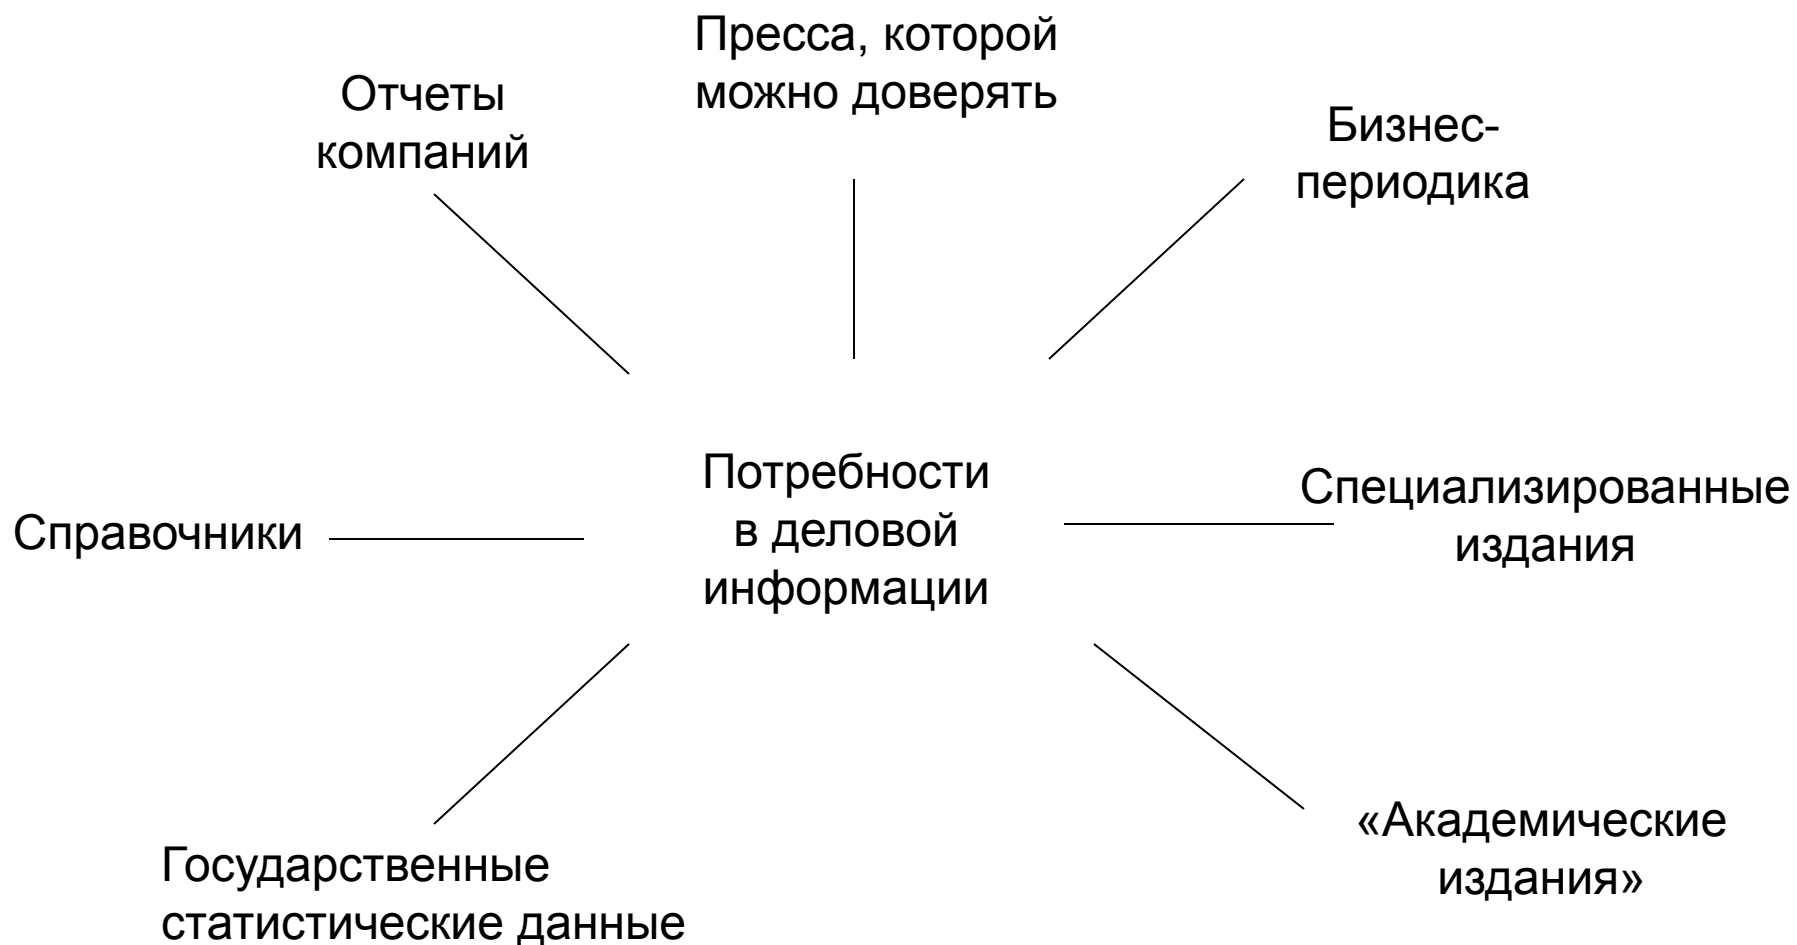 Пресса, которой
можно доверять
Отчеты
компаний
Бизнес-
периодика
Потребности
в деловой
информации
Специализированные
издания
Справочники
«Академические
издания»
Государственные
статистические данные